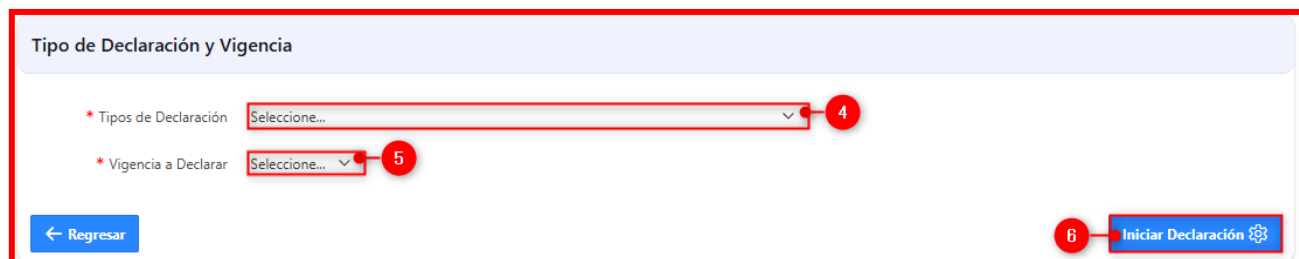 Tipo de Declaración y Vigencia
* Tipos de Declaración Seleccione... 4
* Vigencia a Declarar Seleccione... 5
← Regresar 6 Iniciar Declaración